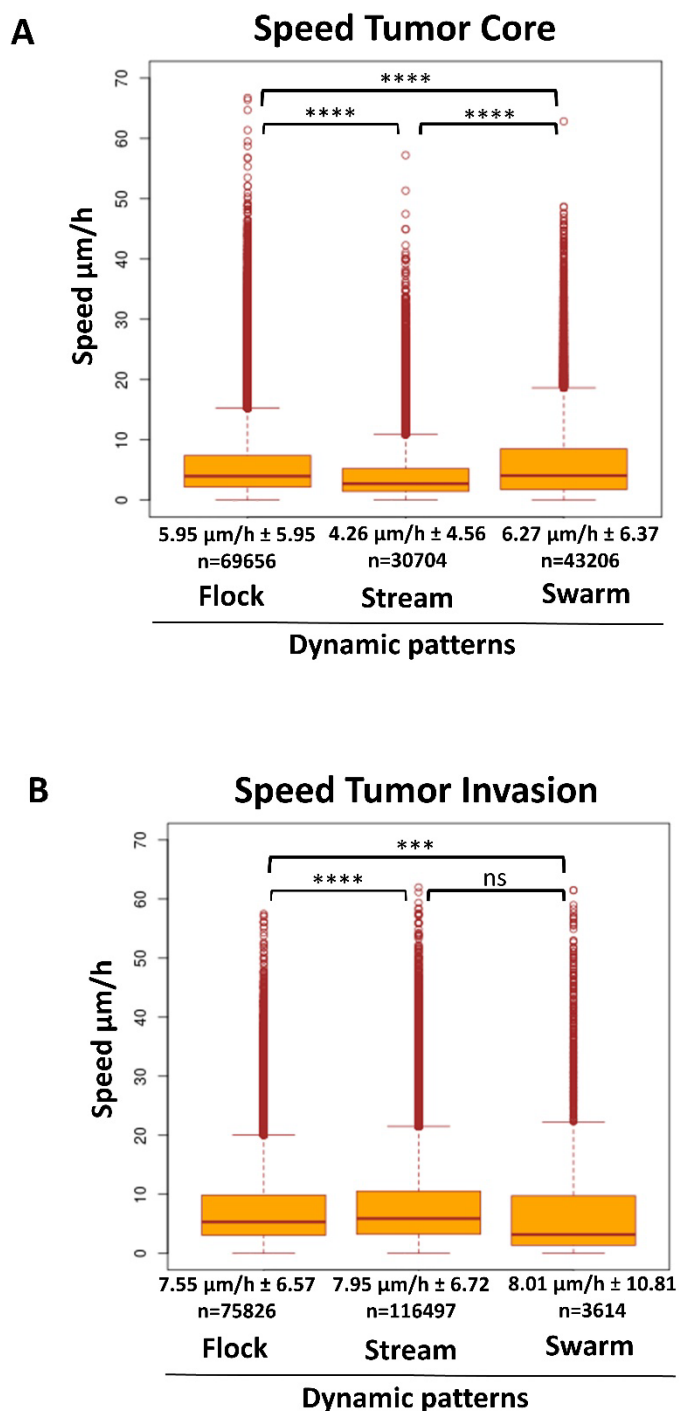 A
Speed Tumor Core
Speed µm/h
70
60
50
40
30
20
10
0
****
**** ****
5.95 µm/h ± 5.95 4.26 µm/h ± 4.56 6.27 µm/h ± 6.37
n=69656 n=30704 n=43206
Flock Stream Swarm
Dynamic patterns
B
Speed Tumor Invasion
Speed µm/h
70
60
50
40
30
20
10
0
***
**** ns
7.55 µm/h ± 6.57 7.95 µm/h ± 6.72 8.01 µm/h ± 10.81
n=75826 n=116497 n=3614
Flock Stream Swarm
Dynamic patterns